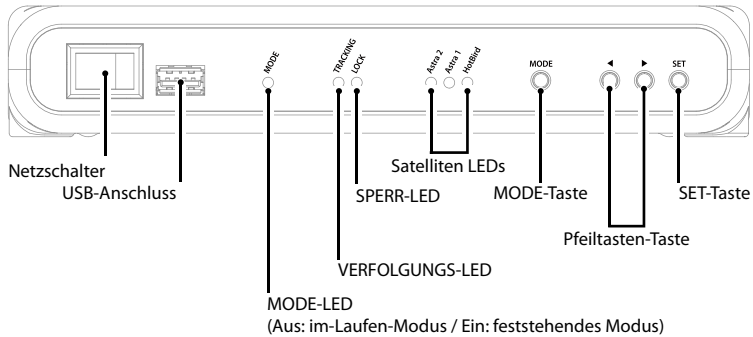 MODE
TRACKING
LOCK
Astra 2
Astra 1
HotBird
MODE
◄
►
SET
Netzschalter
USB-Anschluss
Satelliten LEDs
SPERR-LED
MODE-Taste
SET-Taste
Pfeiltasten-Taste
VERFOLGUNGS-LED
MODE-LED
(Aus: im-Laufen-Modus / Ein: feststehendes Modus)